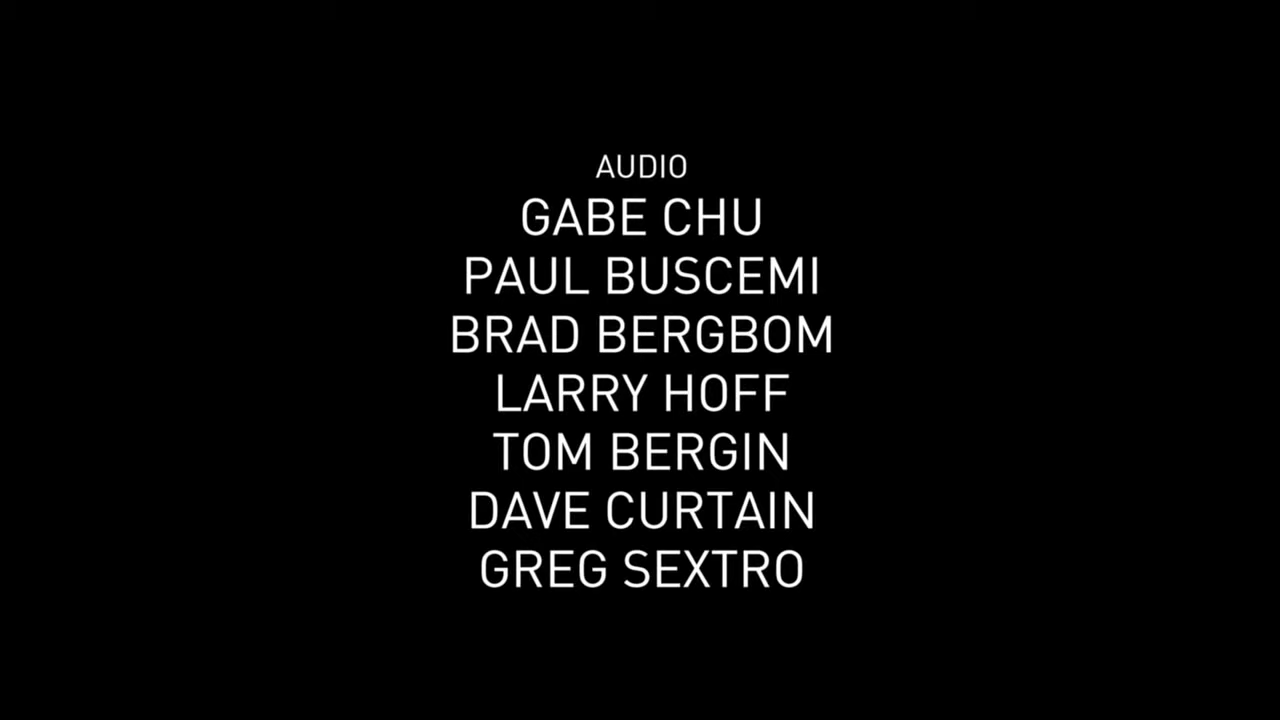 AUDIO
GABE CHU
PAUL BUSCEMI
BRAD BERGBOM
LARRY HOFF
TOM BERGIN
DAVE CURTAIN
GREG SEXTRO